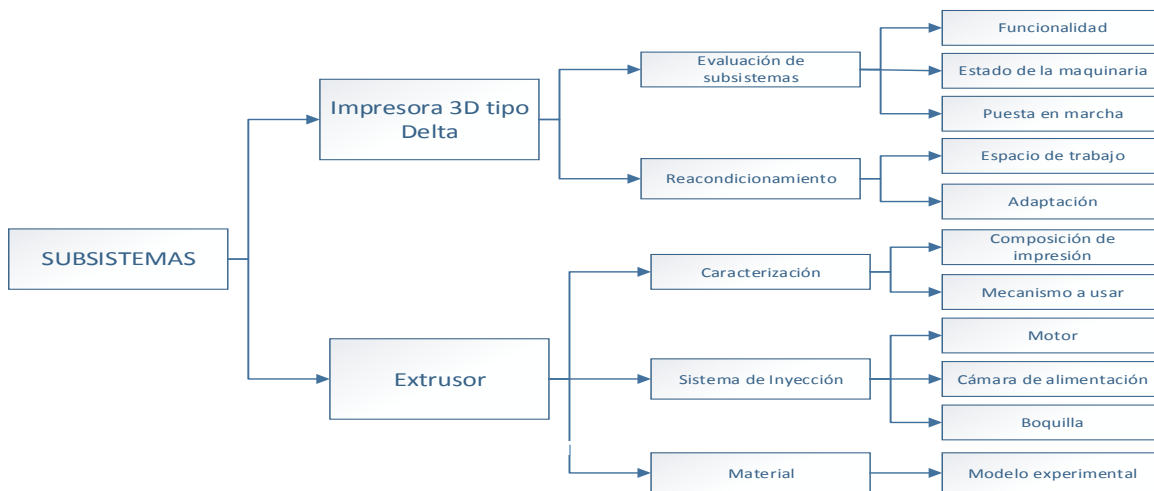 SUBSISTEMAS
Impresora 3D tipo
Delta
Evaluación de
subsistemas
Funcionalidad
Estado de la maquinaria
Puesta en marcha
Reacondicionamiento
Espacio de trabajo
Adaptación
Extrusor
Caracterización
Composición de
impresión
Mecanismo a usar
Sistema de Inyección
Motor
Cámara de alimentación
Boquilla
Material
Modelo experimental